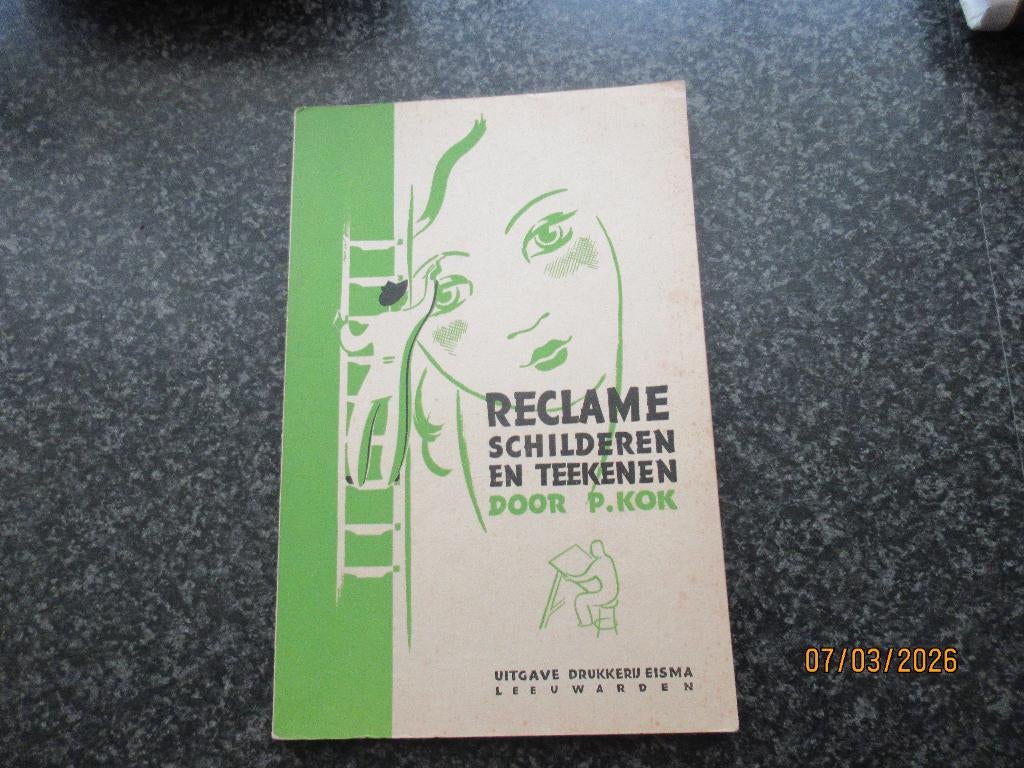 RECLAME
SCHILDEREN
EN TEEKENEN
DOOR P.KOK
UITGAVE DRUKKERIJ EISMA
LEEUWARDEN
07/03/2026